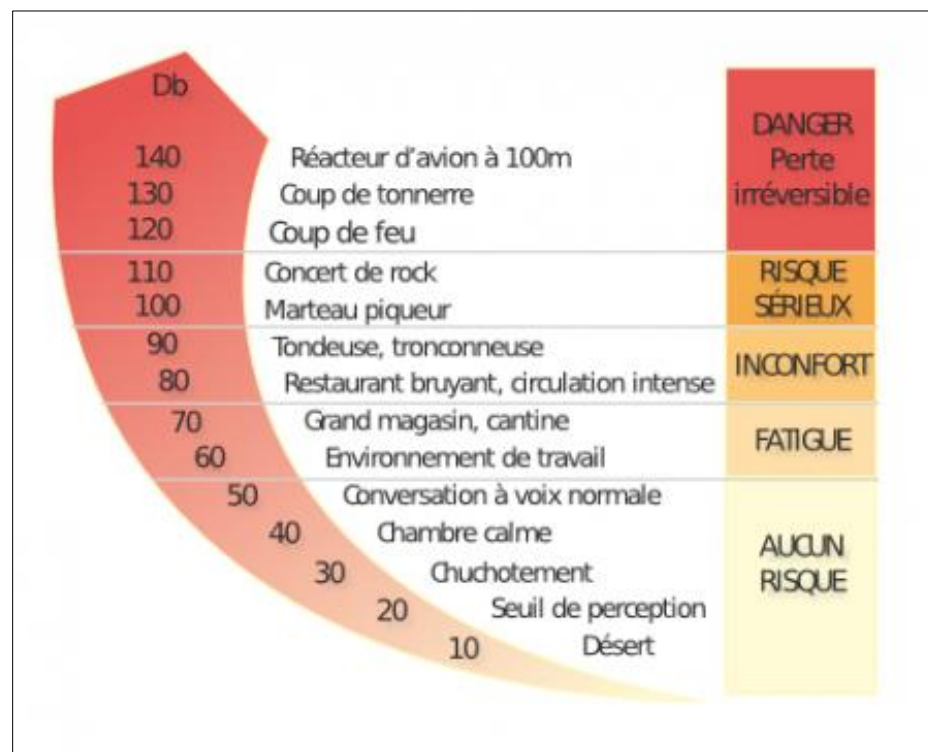 Db
140 Réacteur d'avion à 100m
130 Coup de tonnerre
120 Coup de feu
DANGER
Perte
irréversible
110 Concert de rock
100 Marteau piqueur
RISQUE
SÉRIEUX
90 Tondeuse, tronconneuse
80 Restaurant bruyant, circulation intense
INCONFORT
70 Grand magasin, cantine
60 Environnement de travail
FATIGUE
50 Conversation à voix normale
40 Chambre calme
30 Chuchotement
20 Seuil de perception
10 Désert
AUCUN
RISQUE